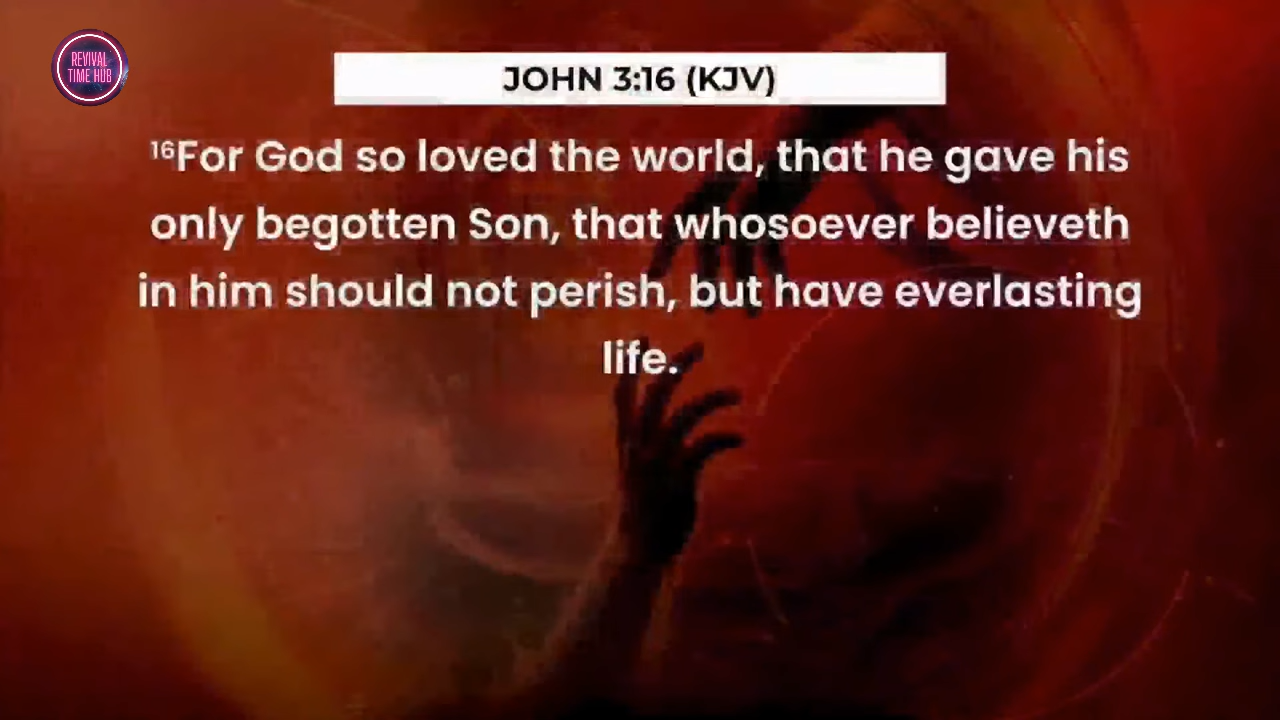 REVIVAL
TIME HUB
JOHN 3:16 (KJV)
¹⁶For God so loved the world, that he gave his
only begotten Son, that whosoever believeth
in him should not perish, but have everlasting
life.